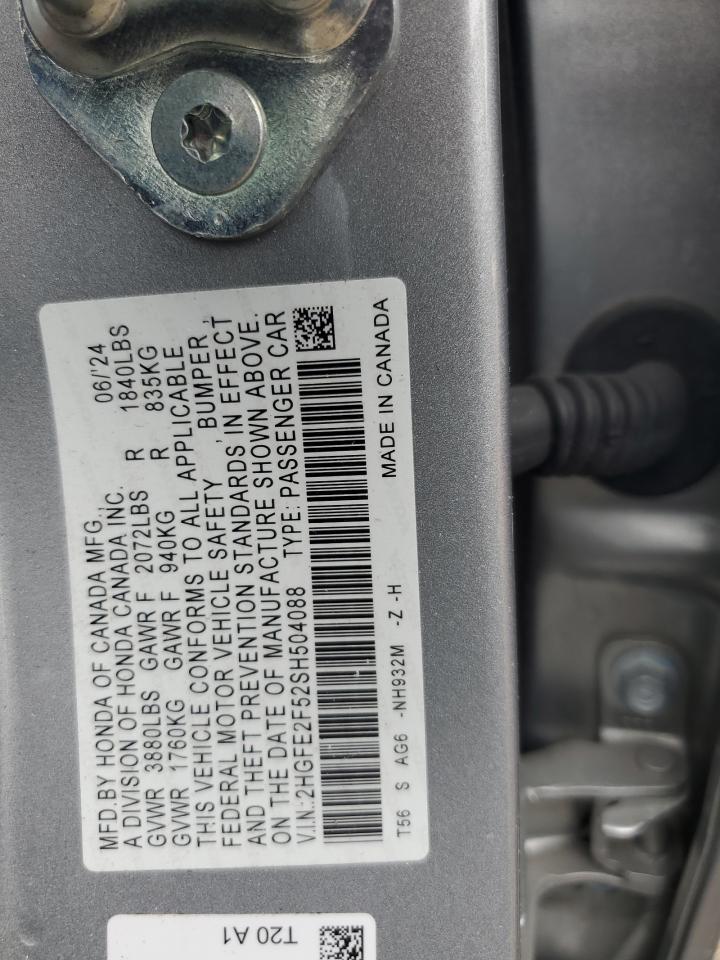 MFD.BY HONDA OF CANADA MFG.,
06/'24
A DIVISION OF HONDA CANADA INC.
GVWR 3880LBS GAWR F 2072LBS R 1840LBS
GVWR 1760KG GAWR F 940KG R 835KG
THIS VEHICLE CONFORMS TO ALL APPLICABLE
FEDERAL MOTOR VEHICLE SAFETY, BUMPER,
AND THEFT PREVENTION STANDARDS, IN EFFECT
ON THE DATE OF MANUFACTURE SHOWN ABOVE.
V.I.N.:2HGFE2F52SH504088 TYPE: PASSENGER CAR
MADE IN CANADA
T56 S AG6 -NH932M -Z -H
T20 A1